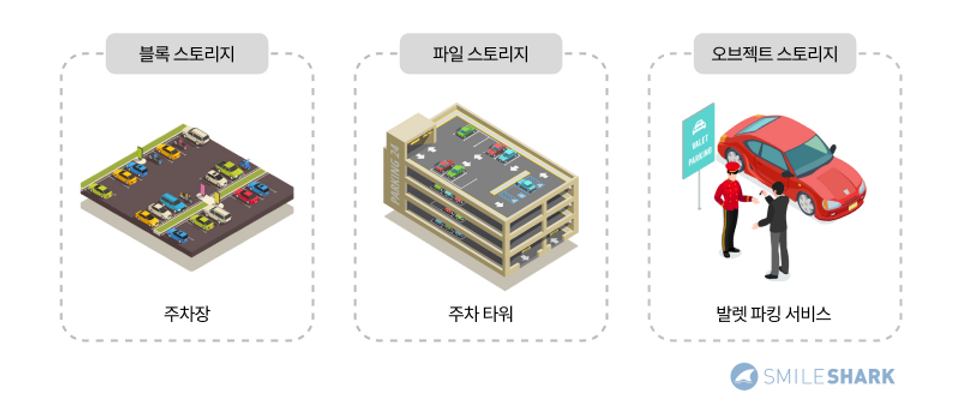 블록 스토리지
파일 스토리지
오브젝트 스토리지
PARKING 24
VALET
PARKING
주차장
주차 타워
발렛 파킹 서비스
SMILESHARK